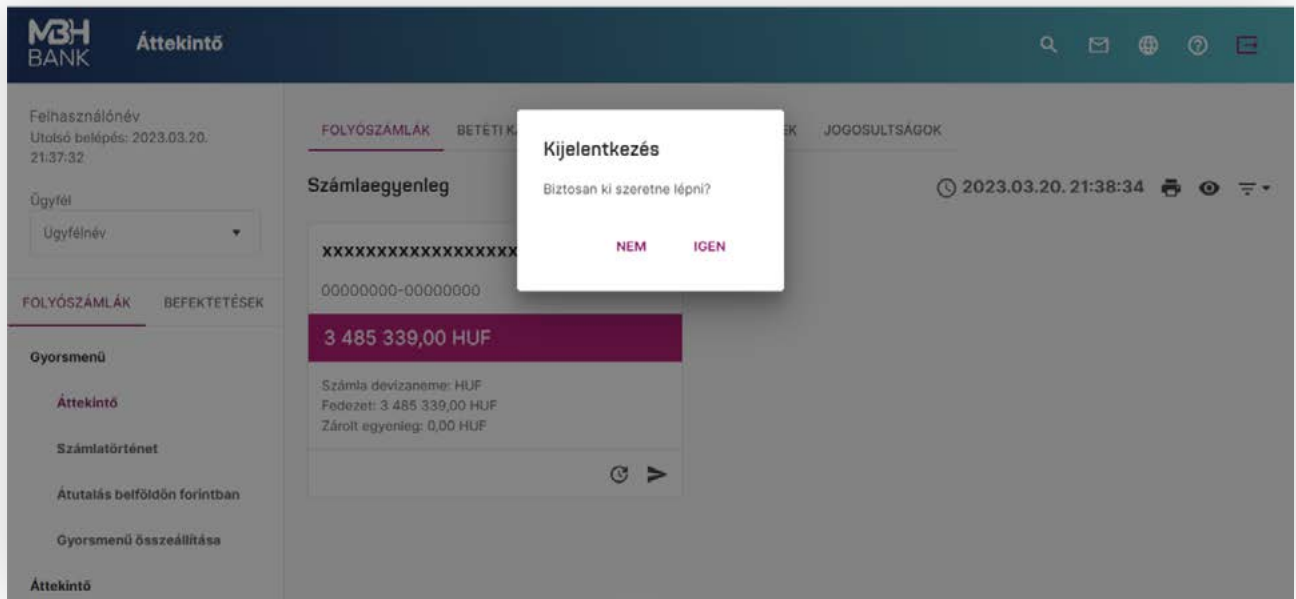 MBH
BANK
Áttekintő
Felhasználónév
Utolsó belépés: 2023.03.20.
21:37:32
Ügyfél
Ügyfélnév
FOLYÓSZÁMLÁK BEFEKTETÉSEK
Gyorsmenü
Áttekintő
Számlatörténet
Átutalás belföldön forintban
Gyorsmenü összeállítása
Áttekintő
FOLYÓSZÁMLÁK BETÉTI JOGOSULTSÁGOK
Számlaegyenleg
2023.03.20. 21:38:34
XXXXXXXXXXXXXXXXXX
00000000-00000000
3 485 339,00 HUF
Számla devizaneme: HUF
Fedezet: 3 485 339,00 HUF
Zárolt egyenleg: 0,00 HUF
Kijelentkezés
Biztosan ki szeretne lépni?
NEM IGEN